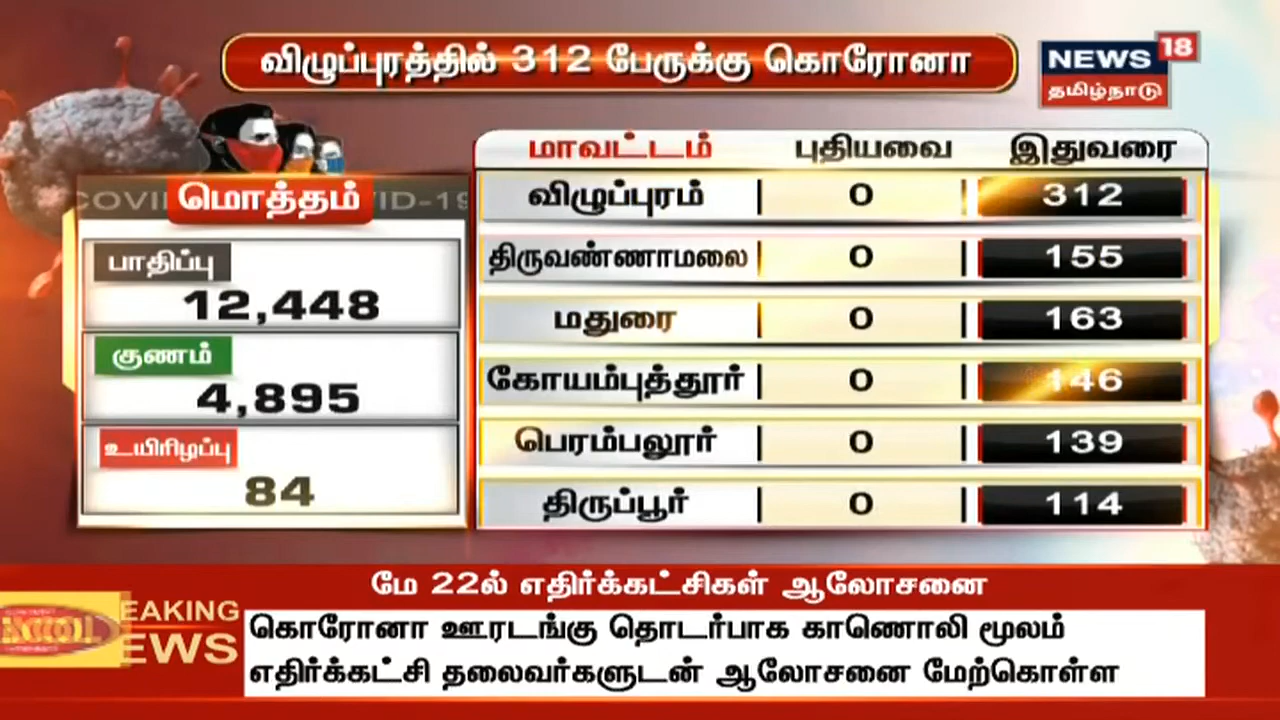 விழுப்புரத்தில் 312 பேருக்கு கொரோனா
NEWS 18
தமிழ்நாடு
மொத்தம்
பாதிப்பு
12,448
குணம்
4,895
உயிரிழப்பு
84
மாவட்டம் புதியவை இதுவரை
விழுப்புரம் 0 312
திருவண்ணாமலை 0 155
மதுரை 0 163
கோயம்புத்தூர் 0 146
பெரம்பலூர் 0 139
திருப்பூர் 0 114
மே 22ல் எதிர்க்கட்சிகள் ஆலோசனை
EAKING
EWS
கொரோனா ஊரடங்கு தொடர்பாக காணொலி மூலம்
எதிர்க்கட்சி தலைவர்களுடன் ஆலோசனை மேற்கொள்ள